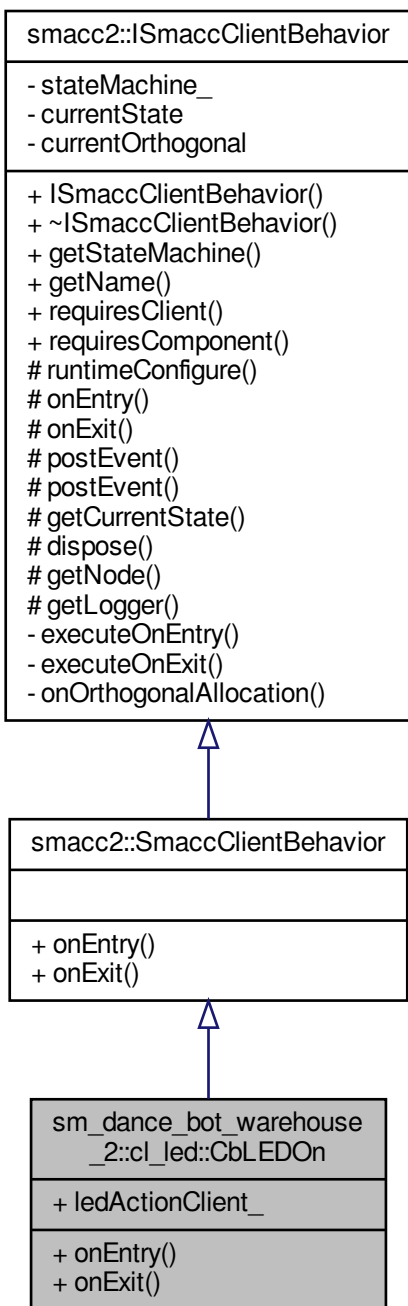 smacc2::ISmaccClientBehavior
- stateMachine_
- currentState
- currentOrthogonal
+ ISmaccClientBehavior()
+ ~ISmaccClientBehavior()
+ getStateMachine()
+ getName()
+ requiresClient()
+ requiresComponent()
# runtimeConfigure()
# onEntry()
# onExit()
# postEvent()
# postEvent()
# getCurrentState()
# dispose()
# getNode()
# getLogger()
- executeOnEntry()
- executeOnExit()
- onOrthogonalAllocation()
smacc2::SmaccClientBehavior
+ onEntry()
+ onExit()
sm_dance_bot_warehouse
_2::cl_led::CbLEDOn
+ ledActionClient_
+ onEntry()
+ onExit()